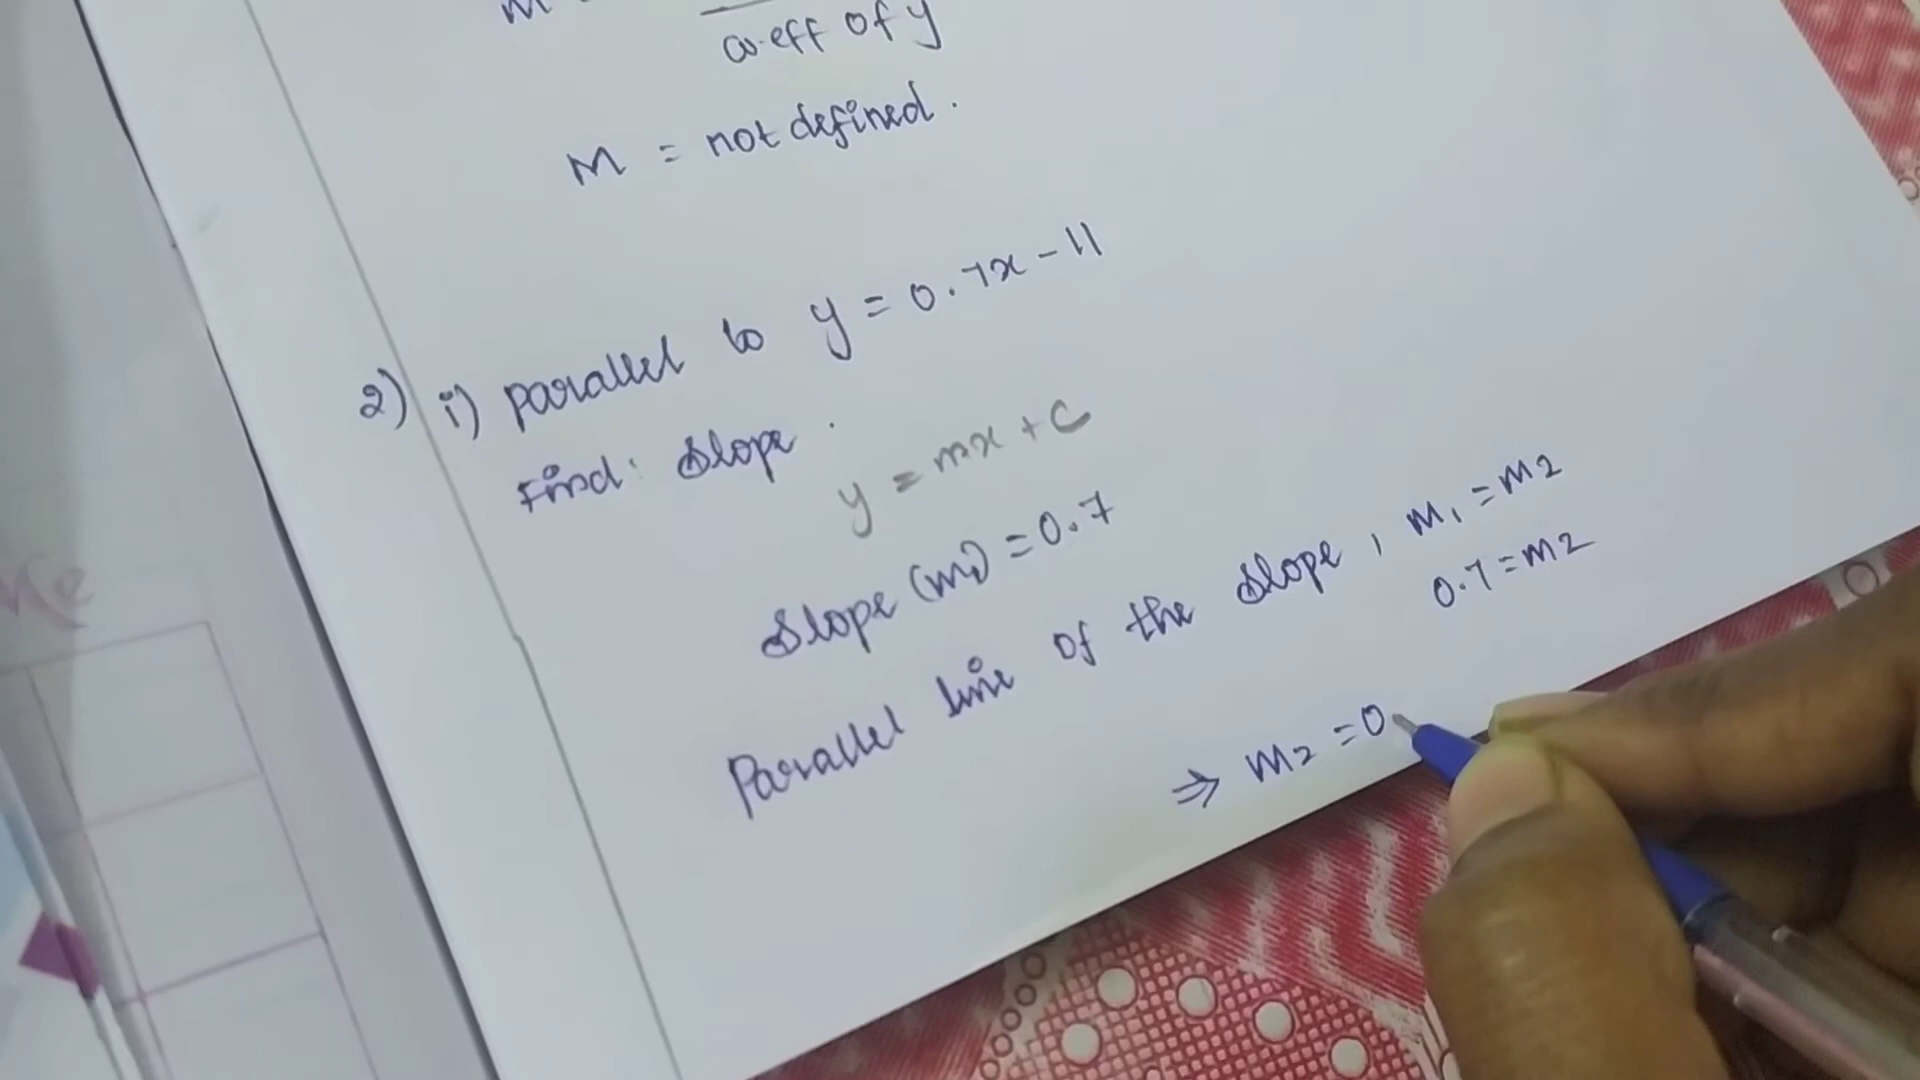 m
co.eff of y
M = not defined.
2) i) parallel to y = 0.7x - 11
Find: slope.
y = mx + c
Slope (m1) = 0.7
Parallel line of the slope, m1 = m2
0.7 = m2
⇒ m2 = 0.